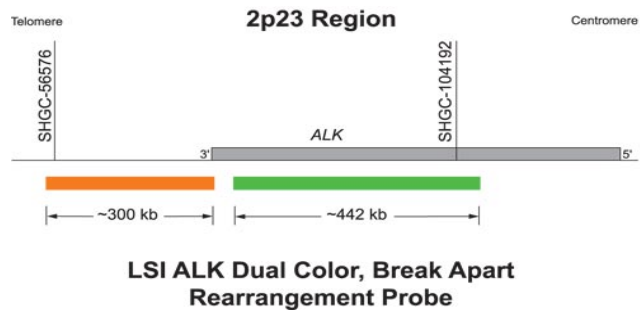 Telomere
2p23 Region
Centromere
SHGC-56576
SHGC-104192
ALK
3'
5'
~300 kb
~442 kb
LSI ALK Dual Color, Break Apart
Rearrangement Probe